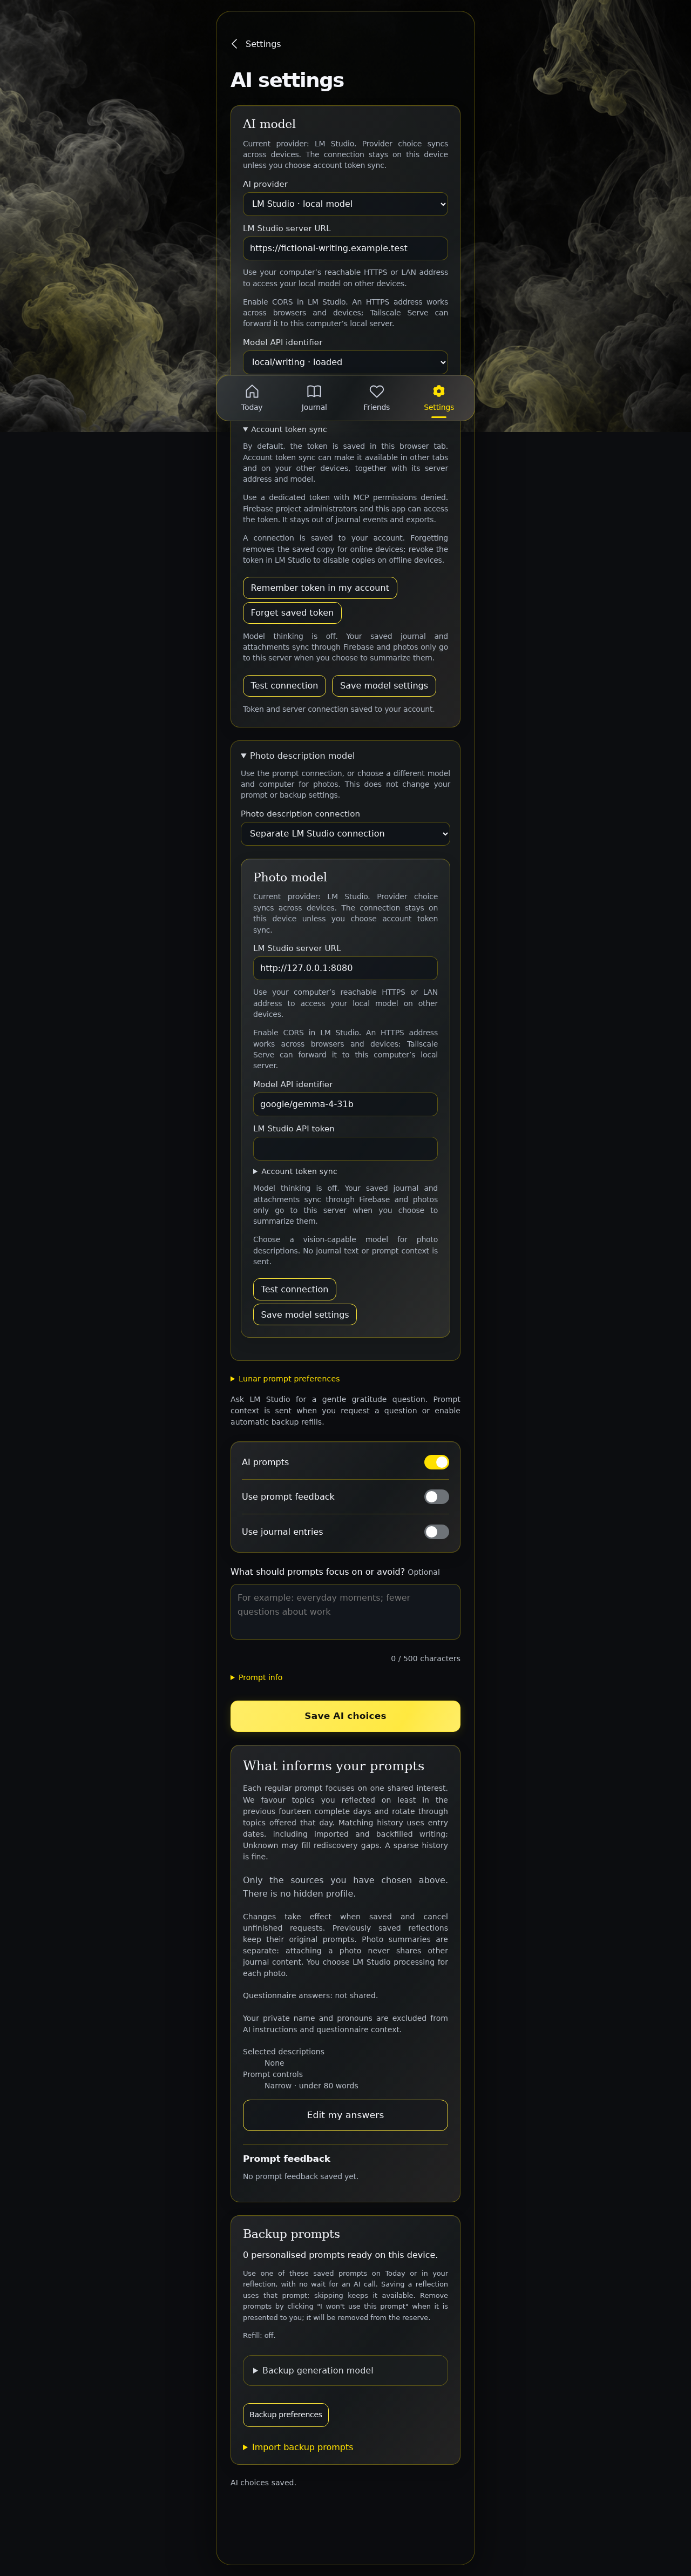 Settings
AI settings
AI model
Current provider: LM Studio. Provider choice syncs
across devices. The connection stays on this device
unless you choose account token sync.
AI provider
LM Studio · local model
LM Studio server URL
https://fictional-writing.example.test
Use your computer's reachable HTTPS or LAN address
to access your local model on other devices.
Enable CORS in LM Studio. An HTTPS address works
across browsers and devices; Tailscale Serve can
forward it to this computer's local server.
Model API identifier
local/writing · loaded
Today
Journal
Friends
Settings
▼ Account token sync
By default, the token is saved in this browser tab.
Account token sync can make it available in other tabs
and on your other devices, together with its server
address and model.
Use a dedicated token with MCP permissions denied.
Firebase project administrators and this app can access
the token. It stays out of journal events and exports.
A connection is saved to your account. Forgetting
removes the saved copy for online devices; revoke the
token in LM Studio to disable copies on offline devices.
Remember token in my account
Forget saved token
Model thinking is off. Your saved journal and
attachments sync through Firebase and photos only go
to this server when you choose to summarize them.
Test connection
Save model settings
Token and server connection saved to your account.
▼ Photo description model
Use the prompt connection, or choose a different model
and computer for photos. This does not change your
prompt or backup settings.
Photo description connection
Separate LM Studio connection
Photo model
Current provider: LM Studio. Provider choice
syncs across devices. The connection stays on
this device unless you choose account token
sync.
LM Studio server URL
http://127.0.0.1:8080
Use your computer's reachable HTTPS or LAN
address to access your local model on other
devices.
Enable CORS in LM Studio. An HTTPS address
works across browsers and devices; Tailscale
Serve can forward it to this computer's local
server.
Model API identifier
google/gemma-4-31b
LM Studio API token
▶ Account token sync
Model thinking is off. Your saved journal and
attachments sync through Firebase and photos
only go to this server when you choose to
summarize them.
Choose a vision-capable model for photo
descriptions. No journal text or prompt context is
sent.
Test connection
Save model settings
▶ Lunar prompt preferences
Ask LM Studio for a gentle gratitude question. Prompt
context is sent when you request a question or enable
automatic backup refills.
AI prompts
Use prompt feedback
Use journal entries
What should prompts focus on or avoid? Optional
For example: everyday moments; fewer
questions about work
0 / 500 characters
▶ Prompt info
Save AI choices
What informs your prompts
Each regular prompt focuses on one shared interest.
We favour topics you reflected on least in the
previous fourteen complete days and rotate through
topics offered that day. Matching history uses entry
dates, including imported and backfilled writing;
Unknown may fill rediscovery gaps. A sparse history
is fine.
Only the sources you have chosen above.
There is no hidden profile.
Changes take effect when saved and cancel
unfinished requests. Previously saved reflections
keep their original prompts. Photo summaries are
separate: attaching a photo never shares other
journal content. You choose LM Studio processing for
each photo.
Questionnaire answers: not shared.
Your private name and pronouns are excluded from
AI instructions and questionnaire context.
Selected descriptions
None
Prompt controls
Narrow · under 80 words
Edit my answers
Prompt feedback
No prompt feedback saved yet.
Backup prompts
0 personalised prompts ready on this device.
Use one of these saved prompts on Today or in your
reflection, with no wait for an AI call. Saving a reflection
uses that prompt; skipping keeps it available. Remove
prompts by clicking "I won't use this prompt" when it is
presented to you; it will be removed from the reserve.
Refill: off.
▶ Backup generation model
Backup preferences
▶ Import backup prompts
AI choices saved.